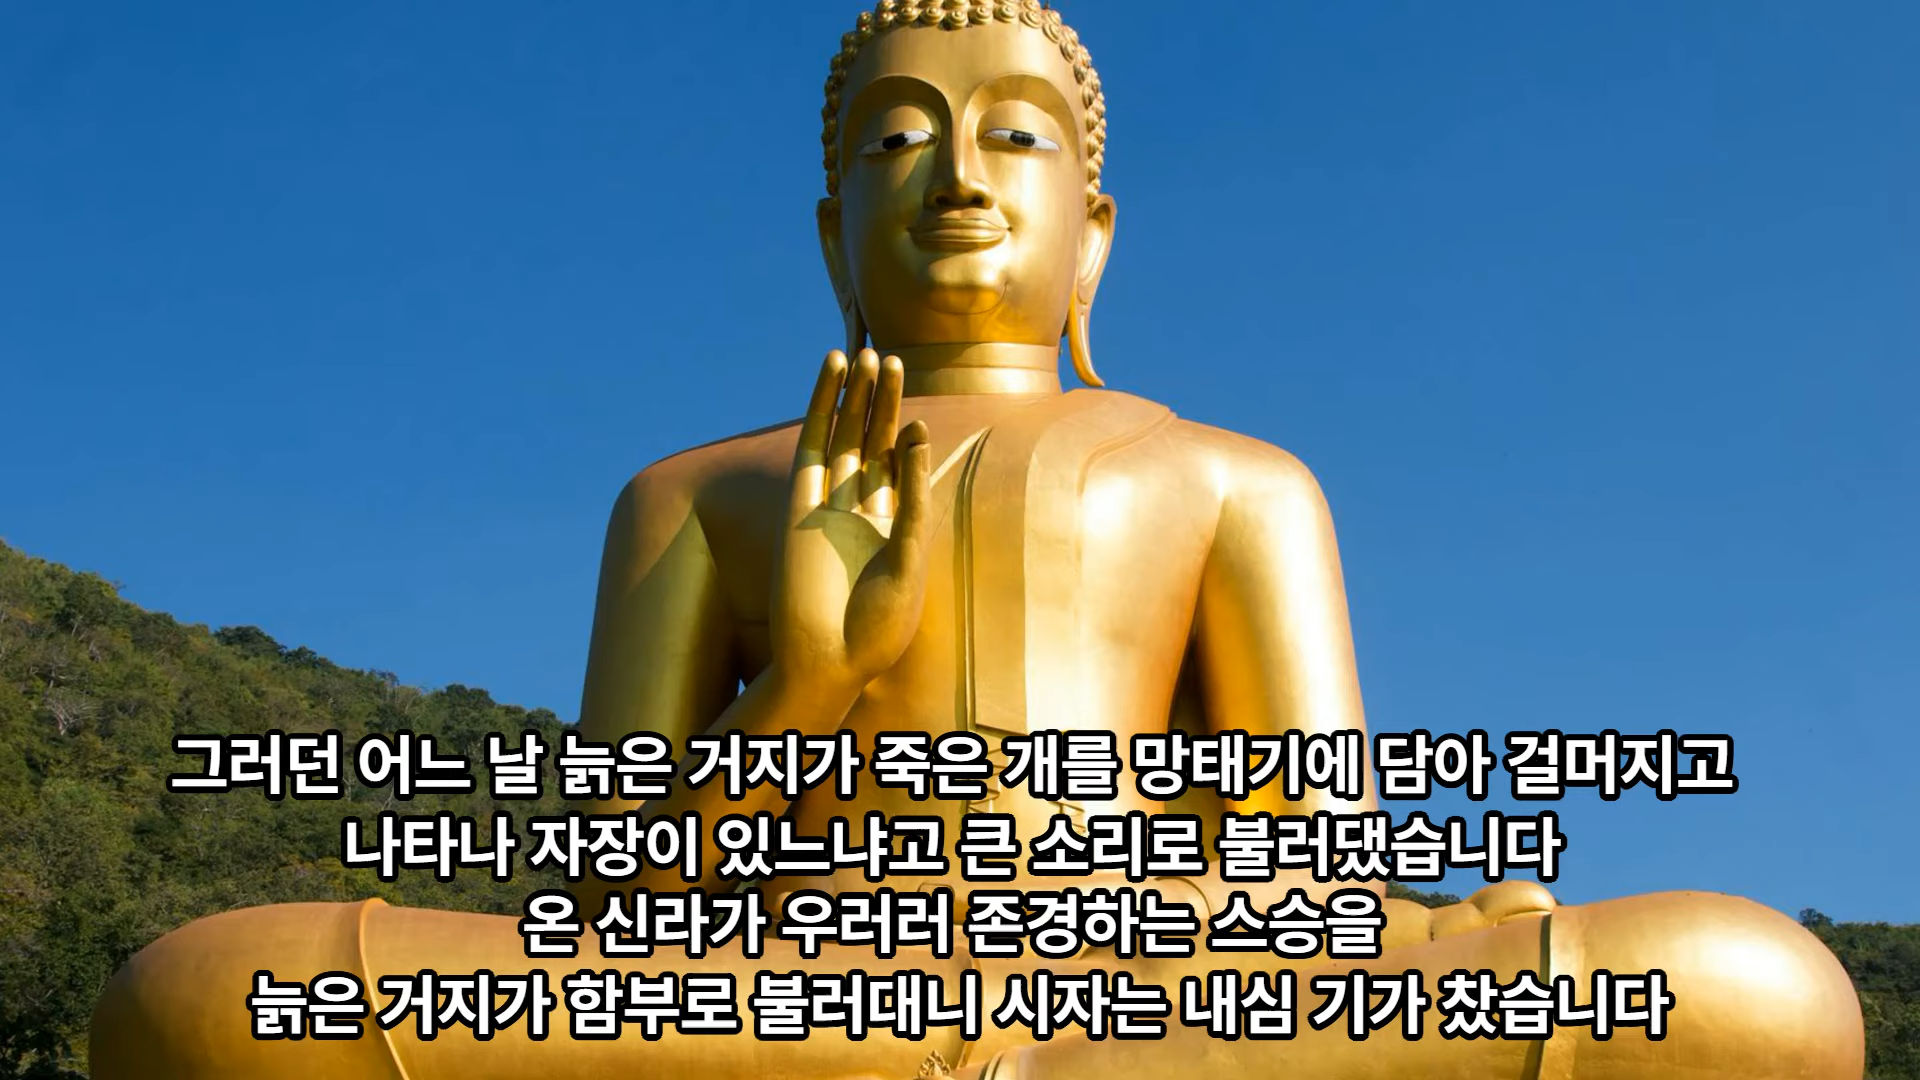 그러던 어느 날 늙은 거지가 죽은 개를 망태기에 담아 걸머지고
나타나 자장이 있느냐고 큰 소리로 불러댔습니다
온 신라가 우러러 존경하는 스승을
늙은 거지가 함부로 불러대니 시자는 내심 기가 찼습니다